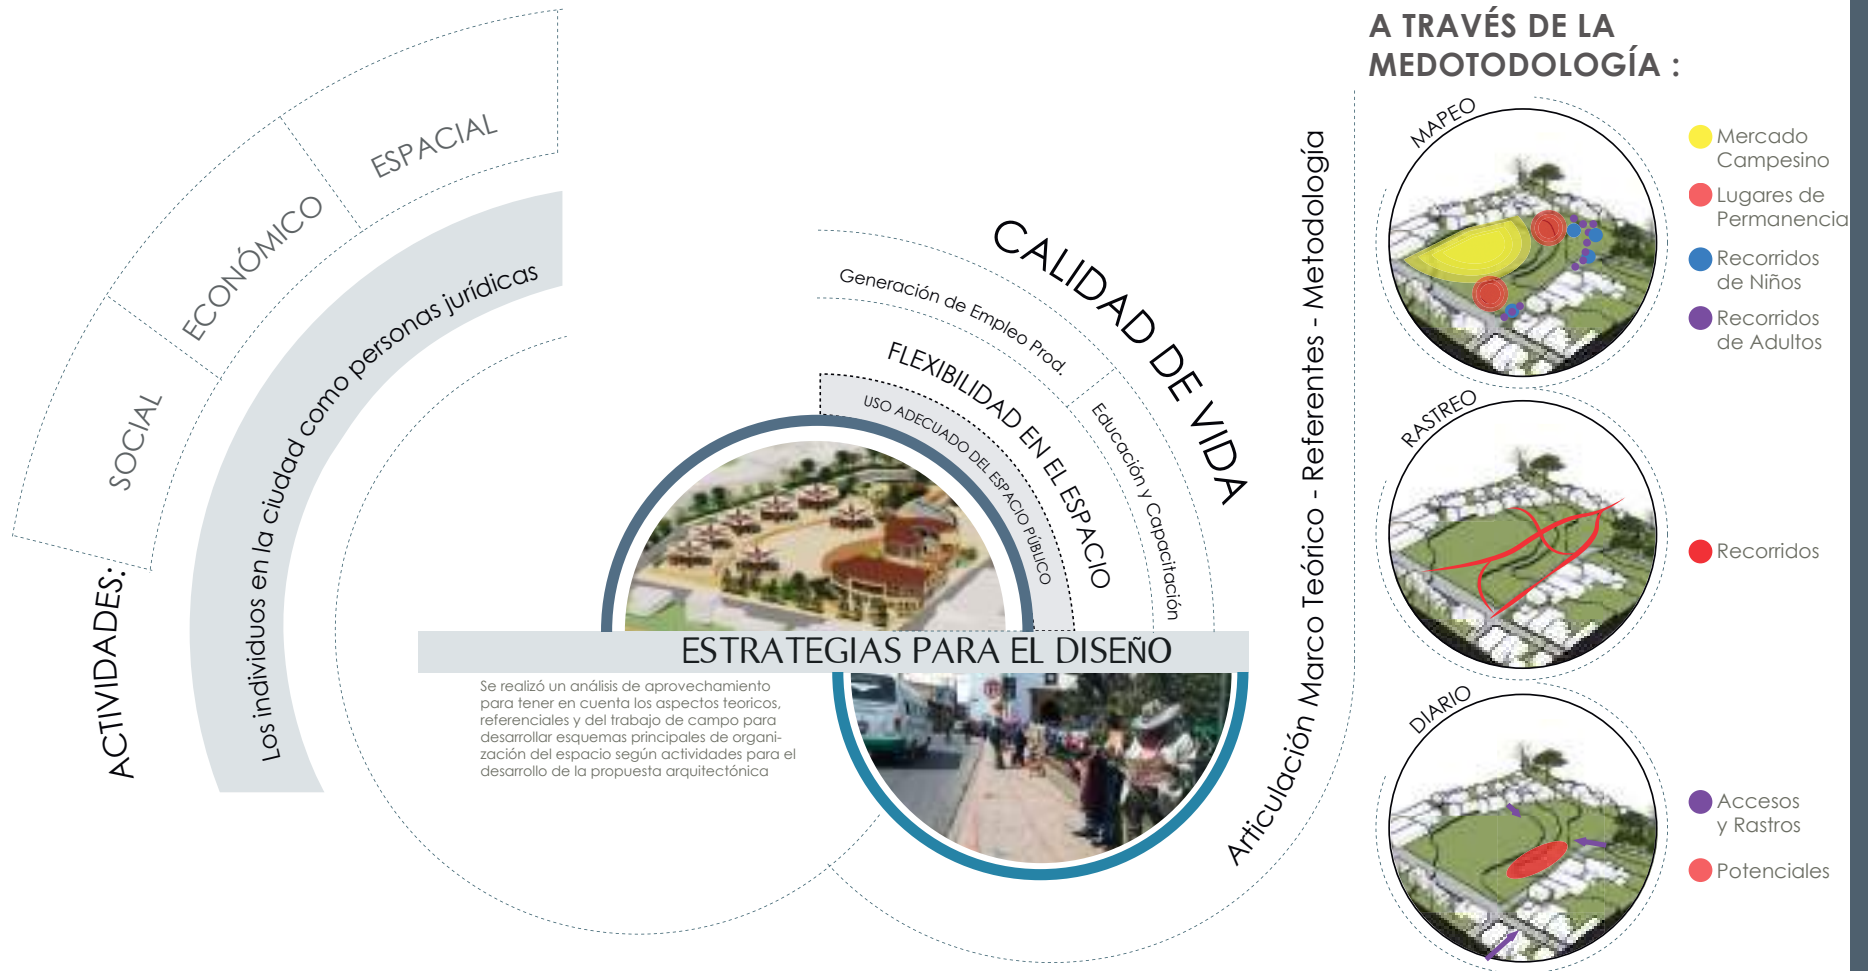 ACTIVIDADES:
SOCIAL
ECONÓMICO
ESPACIAL
Los individuos en la ciudad como personas jurídicas
CALIDAD DE VIDA
Generación de Empleo Prod.
Educación y Capacitación
FLEXIBILIDAD EN EL ESPACIO
USO ADECUADO DEL ESPACIO PÚBLICO
ESTRATEGIAS PARA EL DISEÑO
Se realizó un análisis de aprovechamiento
para tener en cuenta los aspectos teoricos,
referenciales y del trabajo de campo para
desarrollar esquemas principales de organi-
zación del espacio según actividades para el
desarrollo de la propuesta arquitectónica
Articulación Marco Teórico - Referentes - Metodología
A TRAVÉS DE LA
MEDOTODOLOGÍA :
MAPEO
Mercado
Campesino
Lugares de
Permanencia
Recorridos
de Niños
Recorridos
de Adultos
RASTREO
Recorridos
DIARIO
Accesos
y Rastros
Potenciales